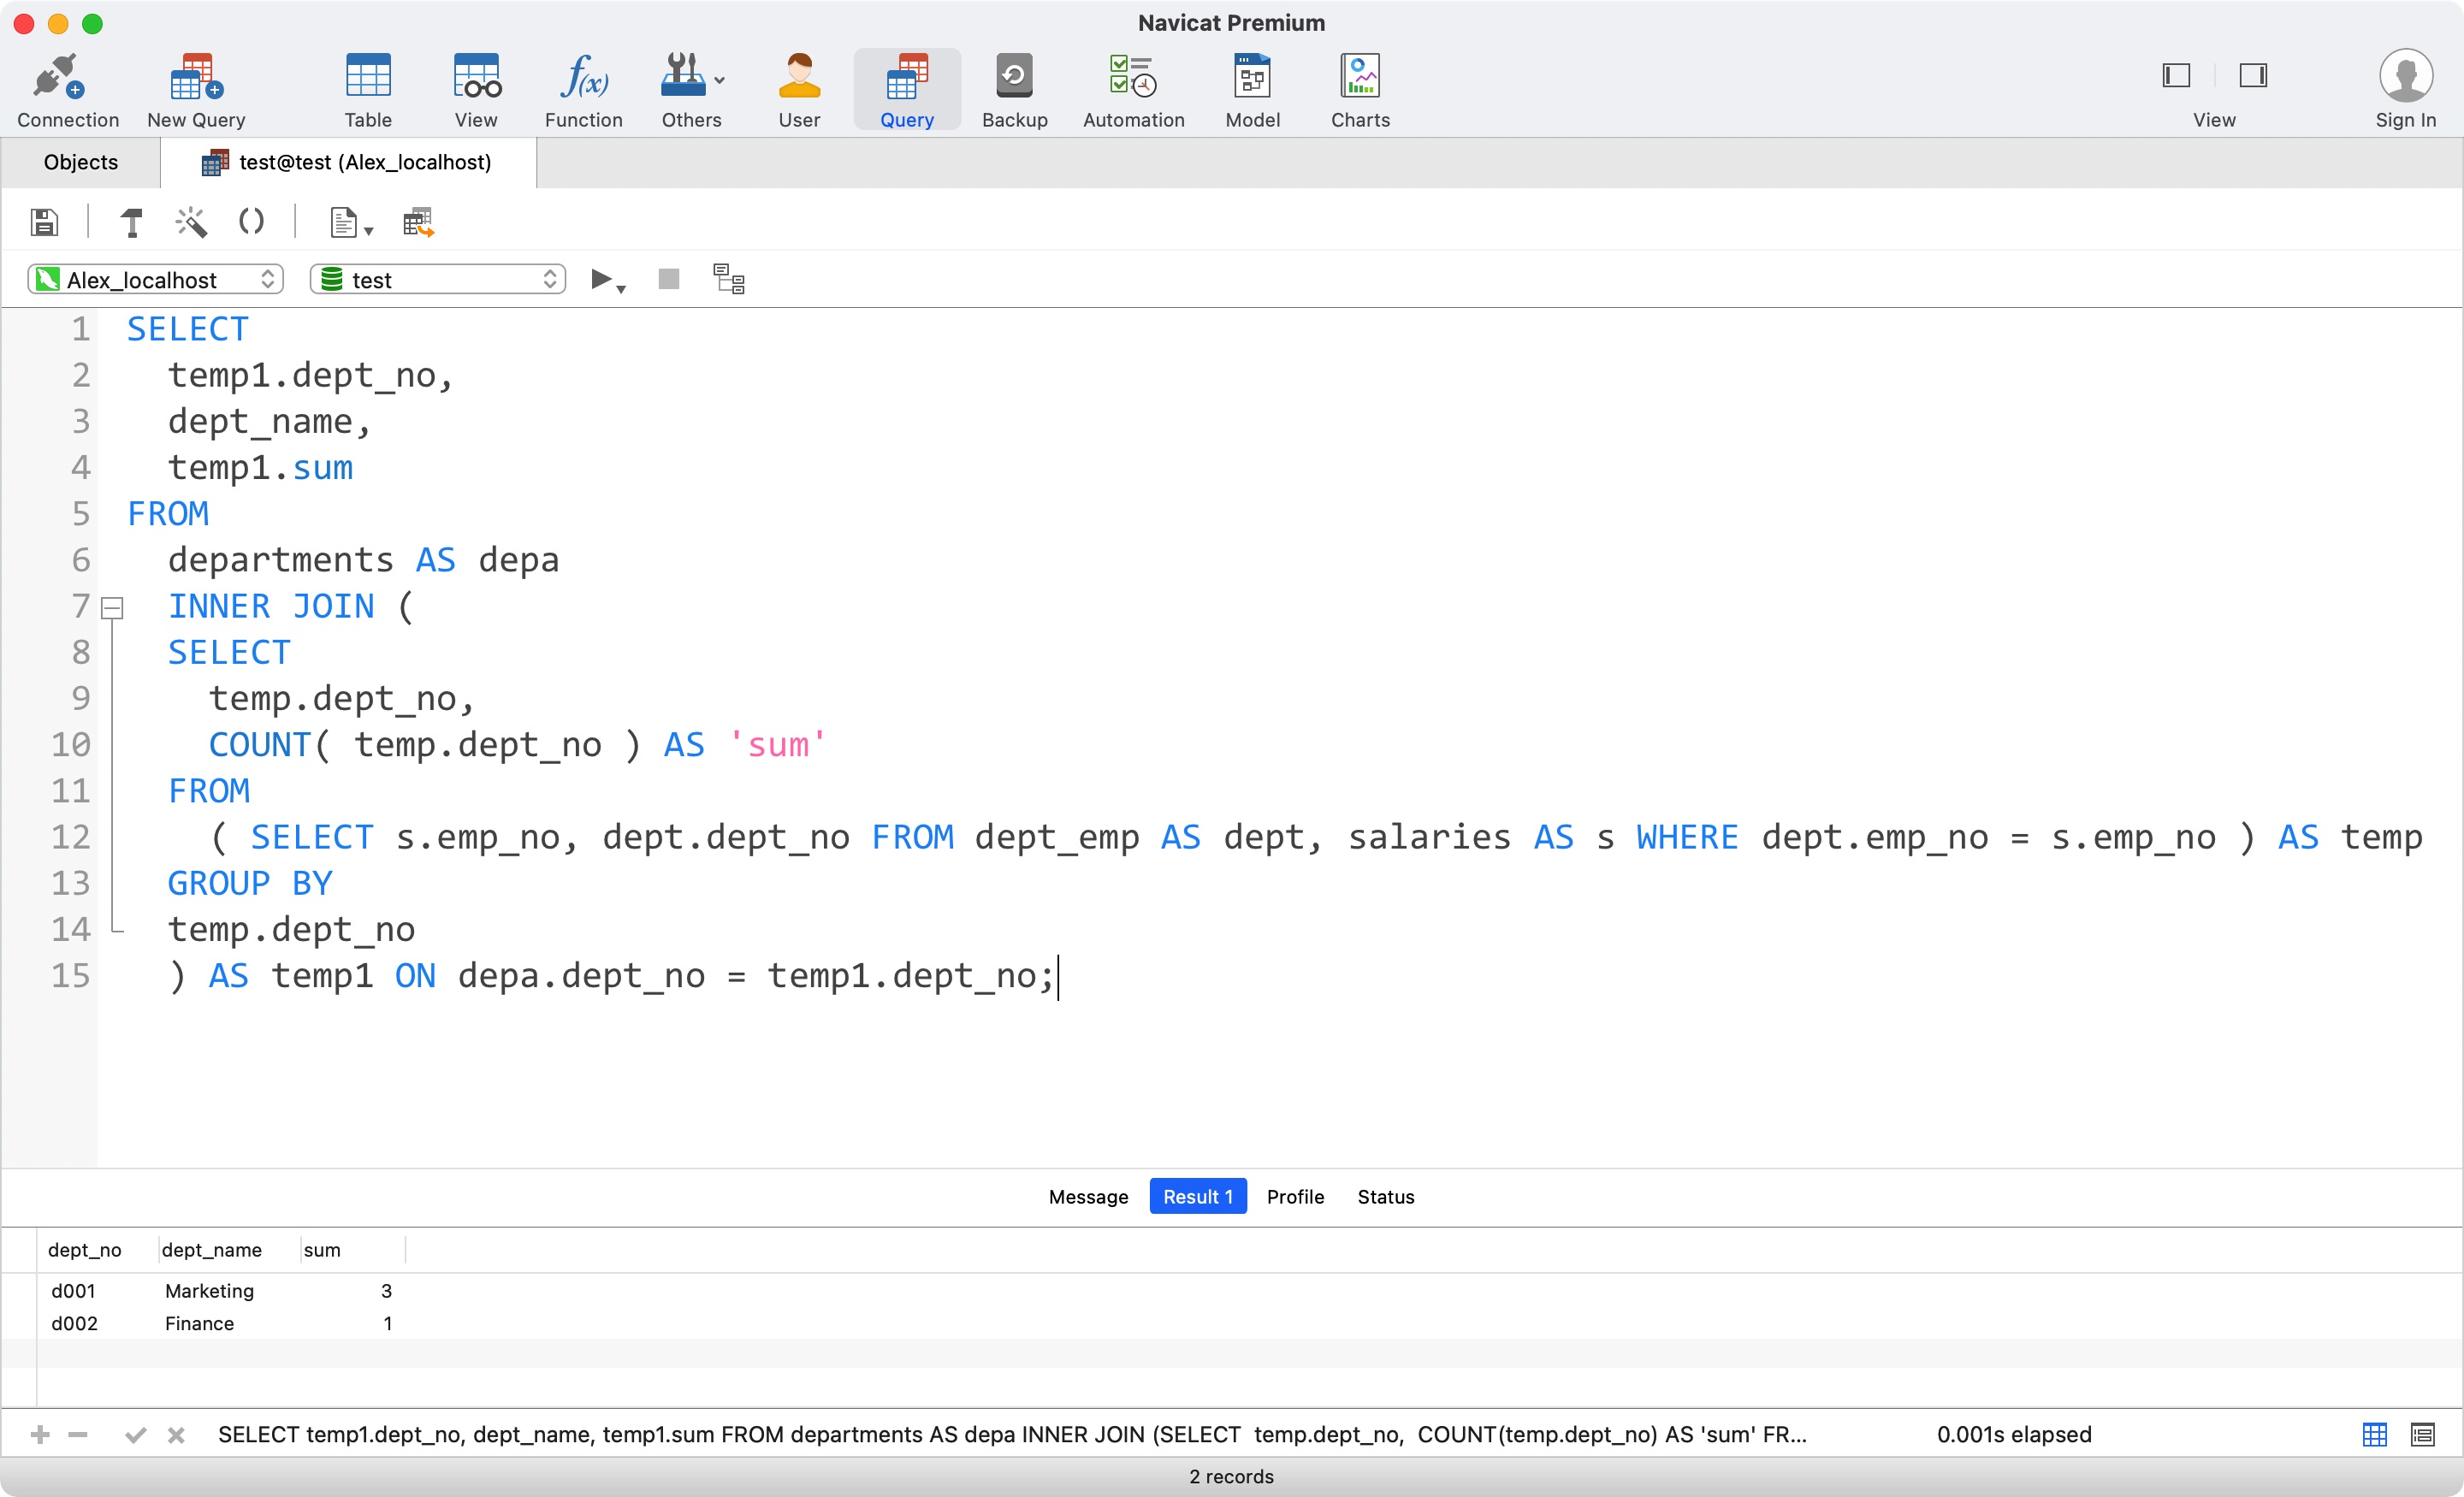 Navicat Premium
Connection New Query Table View Function Others User Query Backup Automation Model Charts View Sign In
f(x)
Objects test@test (Alex_localhost)
Alex_localhost test
1 SELECT
2 temp1.dept_no,
3 dept_name,
4 temp1.sum
5 FROM
6 departments AS depa
7 INNER JOIN (
8 SELECT
9 temp.dept_no,
10 COUNT( temp.dept_no ) AS 'sum'
11 FROM
12 ( SELECT s.emp_no, dept.dept_no FROM dept_emp AS dept, salaries AS s WHERE dept.emp_no = s.emp_no ) AS temp
13 GROUP BY
14 temp.dept_no
15 ) AS temp1 ON depa.dept_no = temp1.dept_no;
Message Result 1 Profile Status
dept_no dept_name sum
d001 Marketing 3
d002 Finance 1
SELECT temp1.dept_no, dept_name, temp1.sum FROM departments AS depa INNER JOIN (SELECT temp.dept_no, COUNT(temp.dept_no) AS 'sum' FR... 0.001s elapsed
2 records